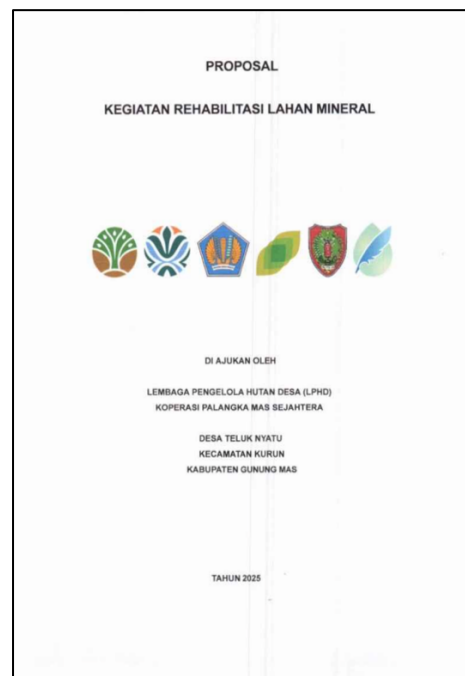 PROPOSAL
KEGIATAN REHABILITASI LAHAN MINERAL
DI AJUKAN OLEH
LEMBAGA PENGELOLA HUTAN DESA (LPHD)
KOPERASI PALANGKA MAS SEJAHTERA
DESA TELUK NYATU
KECAMATAN KURUN
KABUPATEN GUNUNG MAS
TAHUN 2025